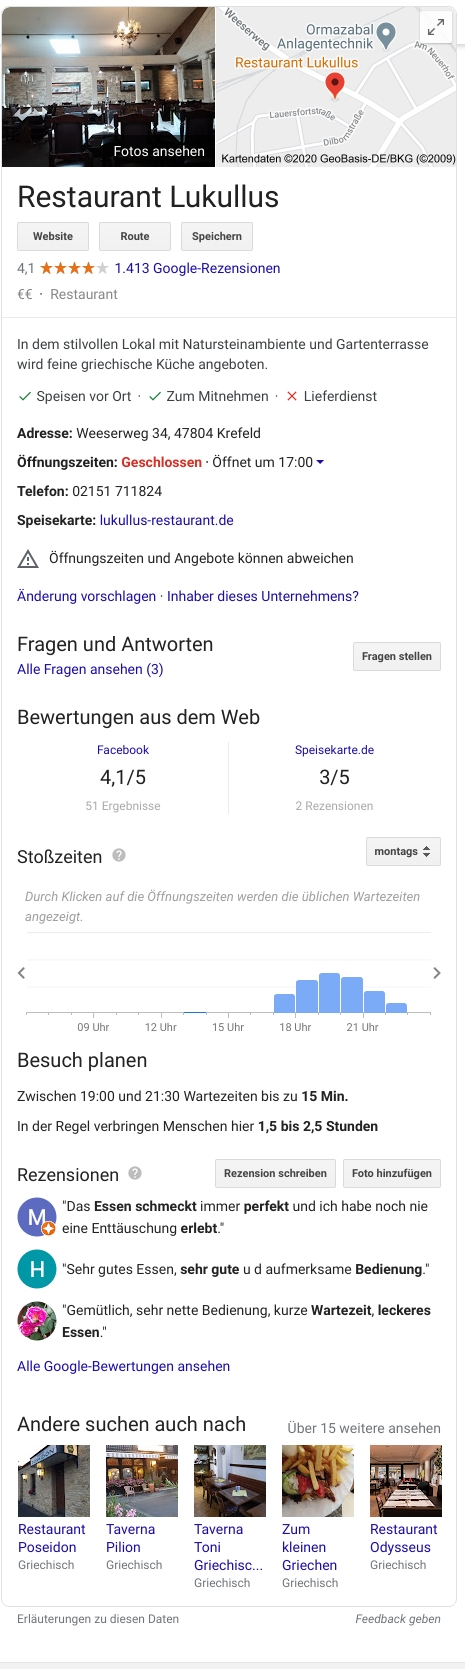 Weeserweg
Ormazabal
Anlagentechnik
Am Neuerhof
Restaurant Lukullus
Lauersfortstraße
Dilbornstraße
Fotos ansehen
Kartendaten ©2020 GeoBasis-DE/BKG (©2009)
Restaurant Lukullus
Website Route Speichern
4,1 1.413 Google-Rezensionen
€€ · Restaurant
In dem stilvollen Lokal mit Natursteinambiente und Gartenterrasse
wird feine griechische Küche angeboten.
Speisen vor Ort · Zum Mitnehmen · Lieferdienst
Adresse: Weeserweg 34, 47804 Krefeld
Öffnungszeiten: Geschlossen · Öffnet um 17:00
Telefon: 02151 711824
Speisekarte: lukullus-restaurant.de
Öffnungszeiten und Angebote können abweichen
Änderung vorschlagen · Inhaber dieses Unternehmens?
Fragen und Antworten
Alle Fragen ansehen (3)
Fragen stellen
Bewertungen aus dem Web
Facebook Speisekarte.de
4,1/5 3/5
51 Ergebnisse 2 Rezensionen
Stoßzeiten ? montags
Durch Klicken auf die Öffnungszeiten werden die üblichen Wartezeiten
angezeigt.
09 Uhr 12 Uhr 15 Uhr 18 Uhr 21 Uhr
Besuch planen
Zwischen 19:00 und 21:30 Wartezeiten bis zu 15 Min.
In der Regel verbringen Menschen hier 1,5 bis 2,5 Stunden
Rezensionen ? Rezension schreiben Foto hinzufügen
M "Das Essen schmeckt immer perfekt und ich habe noch nie
eine Enttäuschung erlebt."
H "Sehr gutes Essen, sehr gute u d aufmerksame Bedienung."
"Gemütlich, sehr nette Bedienung, kurze Wartezeit, leckeres
Essen."
Alle Google-Bewertungen ansehen
Andere suchen auch nach Über 15 weitere ansehen
Restaurant Taverna Taverna Zum Restaurant
Poseidon Pilion Toni kleinen Odysseus
Griechisch Griechisch Griechisc... Griechen Griechisch
Griechisch Griechisch
Erläuterungen zu diesen Daten Feedback geben